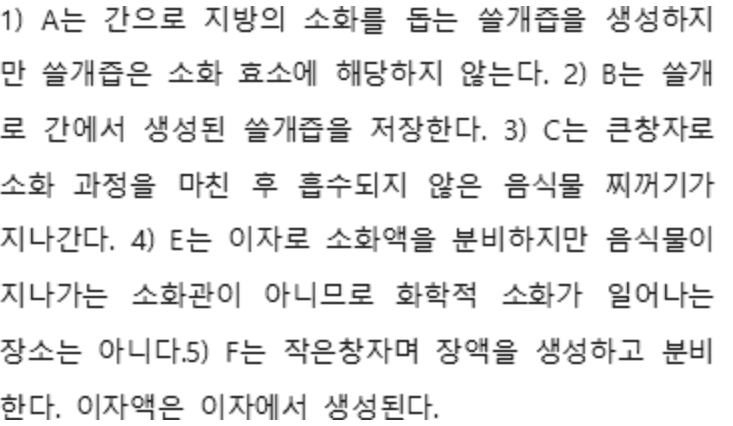 1) A는 간으로 지방의 소화를 돕는 쓸개즙을 생성하지
만 쓸개즙은 소화 효소에 해당하지 않는다. 2) B는 쓸개
로 간에서 생성된 쓸개즙을 저장한다. 3) C는 큰창자로
소화 과정을 마친 후 흡수되지 않은 음식물 찌꺼기가
지나간다. 4) E는 이자로 소화액을 분비하지만 음식물이
지나가는 소화관이 아니므로 화학적 소화가 일어나는
장소는 아니다.5) F는 작은창자며 장액을 생성하고 분비
한다. 이자액은 이자에서 생성된다.